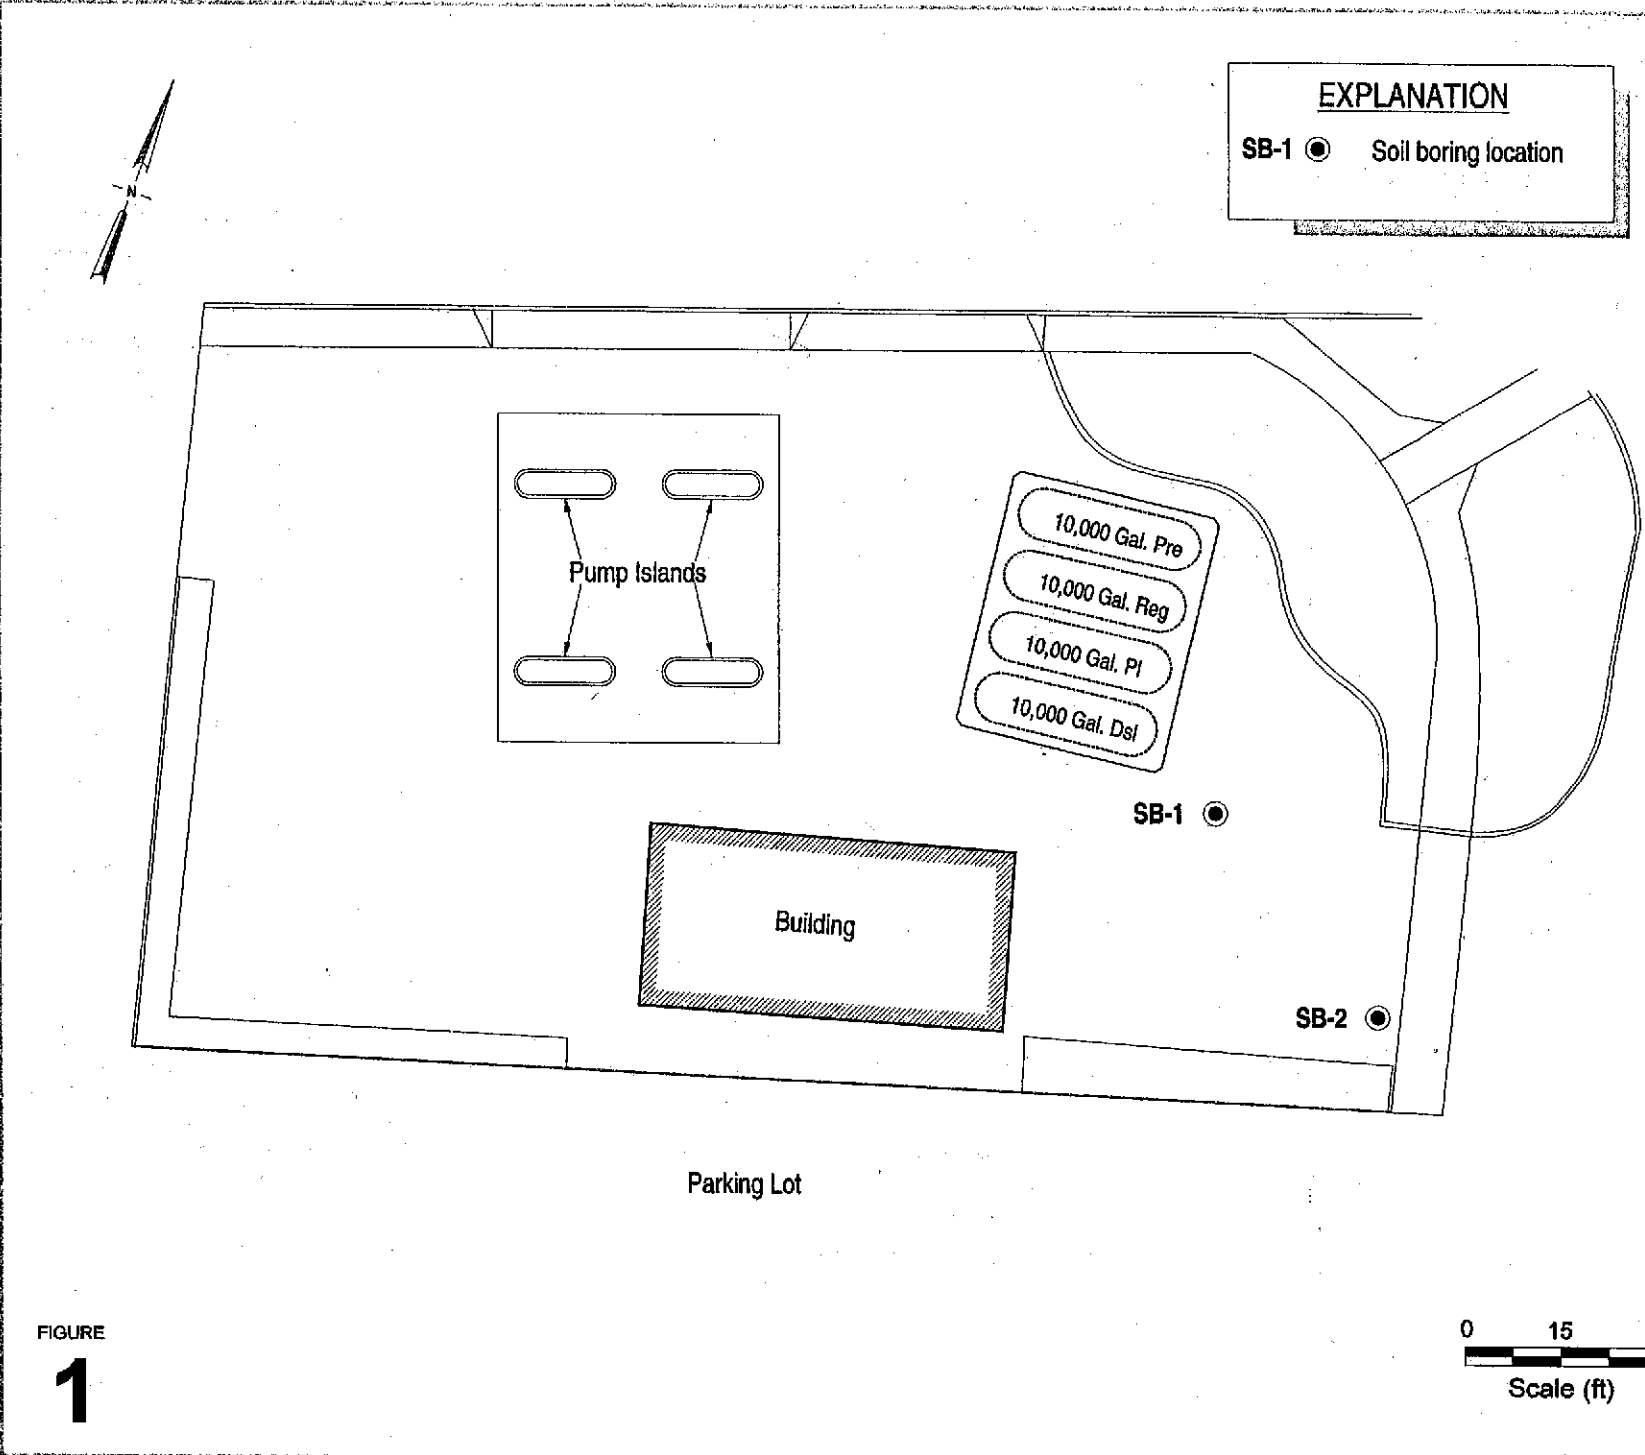 EXPLANATION
SB-1 Soil boring location
N
10,000 Gal. Pre
10,000 Gal. Reg
Pump Islands
10,000 Gal. Pl
10,000 Gal. Dsl
SB-1
Building
SB-2
Parking Lot
FIGURE
1
0 15
Scale (ft)